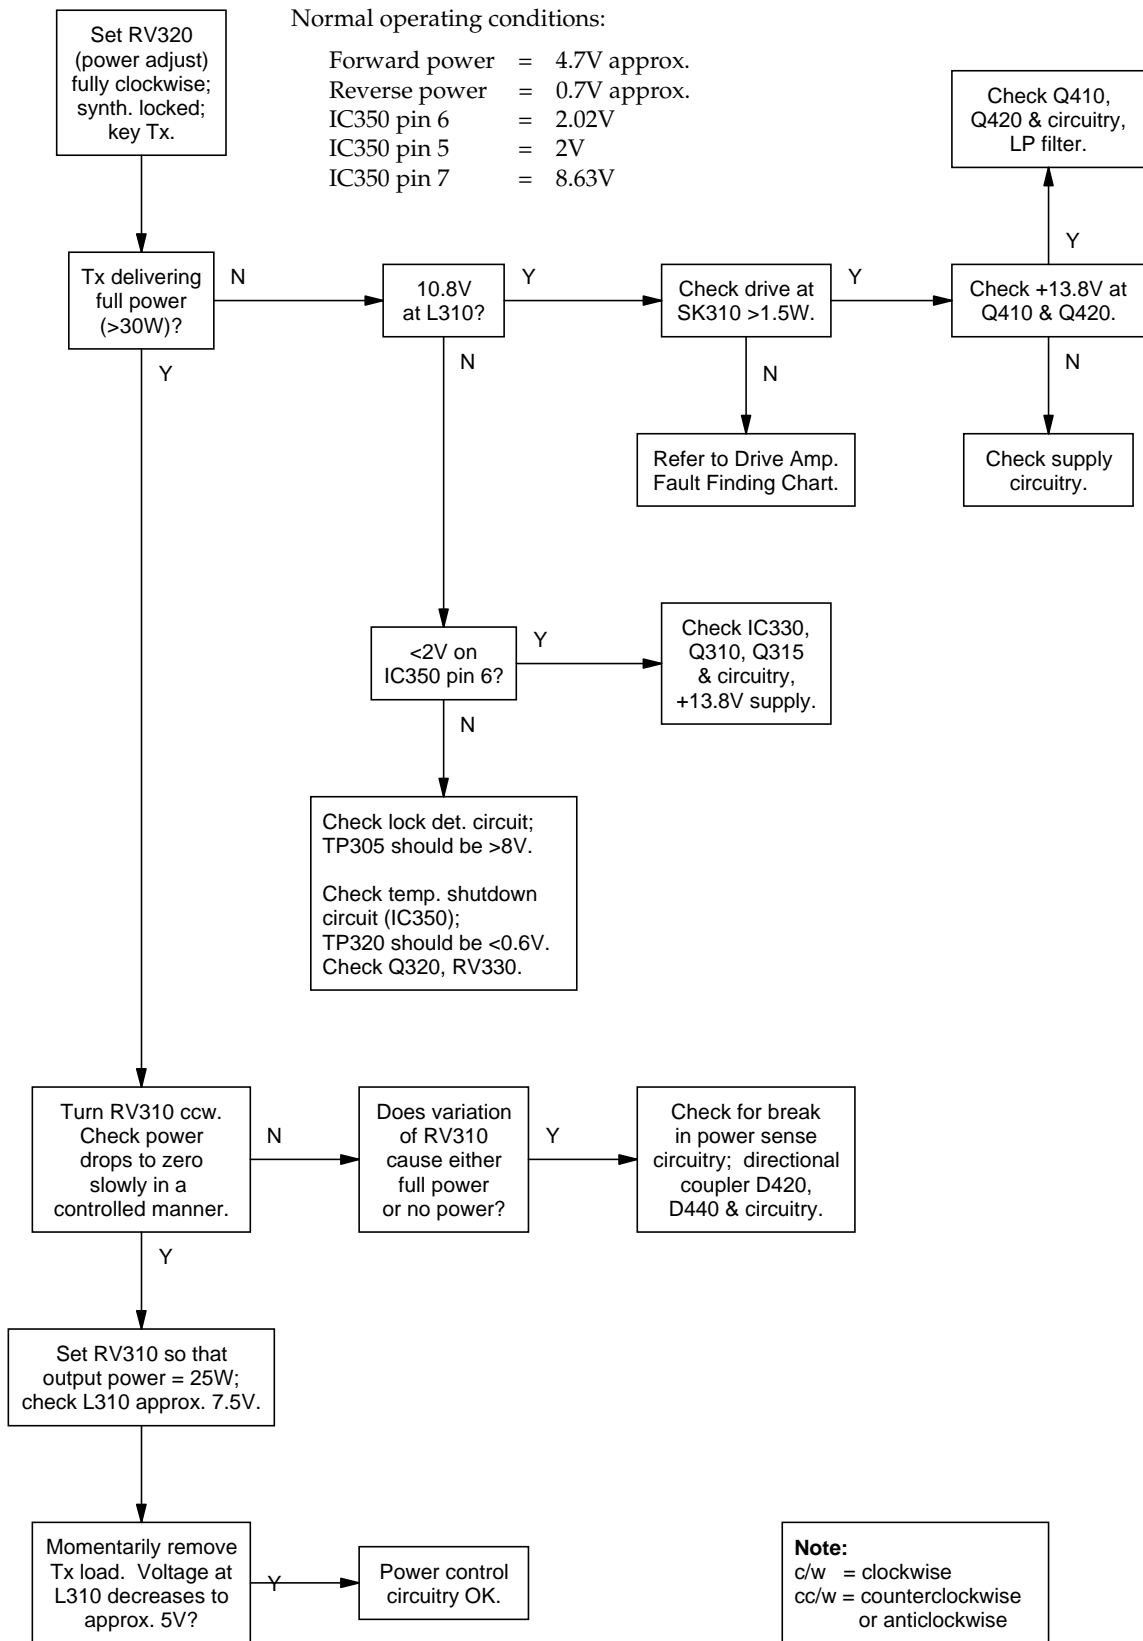 Set RV320
(power adjust)
fully clockwise;
synth. locked;
key Tx.
Normal operating conditions:
Forward power = 4.7V approx.
Reverse power = 0.7V approx.
IC350 pin 6 = 2.02V
IC350 pin 5 = 2V
IC350 pin 7 = 8.63V
Check Q410,
Q420 & circuitry,
LP filter.
Y
Tx delivering
full power
(>30W)?
N
10.8V
at L310?
Y
Check drive at
SK310 >1.5W.
Y
Check +13.8V at
Q410 & Q420.
Y
N
N
N
Refer to Drive Amp.
Fault Finding Chart.
Check supply
circuitry.
<2V on
IC350 pin 6?
Y
Check IC330,
Q310, Q315
& circuitry,
+13.8V supply.
N
Check lock det. circuit;
TP305 should be >8V.
Check temp. shutdown
circuit (IC350);
TP320 should be <0.6V.
Check Q320, RV330.
Turn RV310 ccw.
Check power
drops to zero
slowly in a
controlled manner.
N
Does variation
of RV310
cause either
full power
or no power?
Y
Check for break
in power sense
circuitry; directional
coupler D420,
D440 & circuitry.
Y
Set RV310 so that
output power = 25W;
check L310 approx. 7.5V.
Momentarily remove
Tx load. Voltage at
L310 decreases to
approx. 5V?
Y
Power control
circuitry OK.
Note:
c/w = clockwise
cc/w = counterclockwise
or anticlockwise